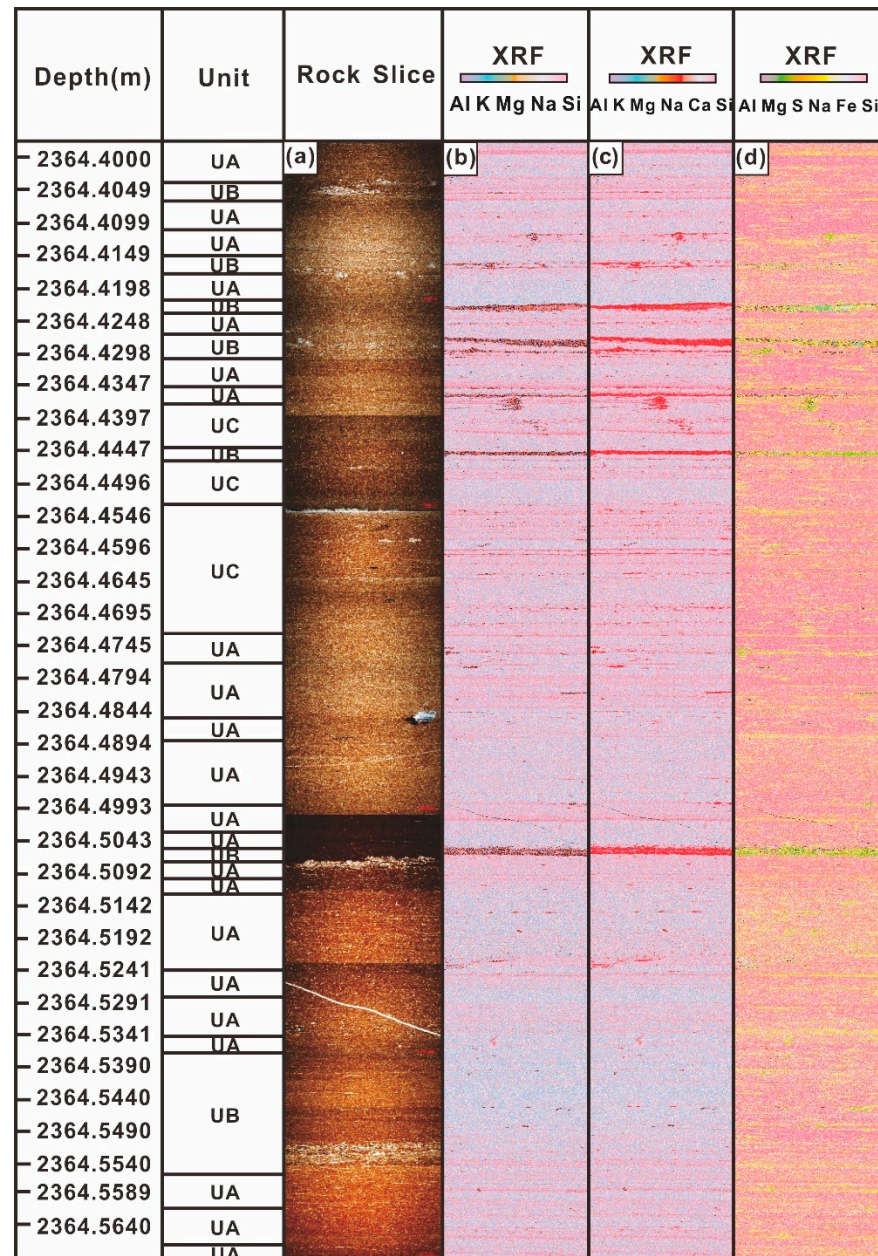 Depth(m)
Unit
Rock Slice
XRF
Al K Mg Na Si
XRF
Al K Mg Na Ca Si
XRF
Al Mg S Na Fe Si
(a)
(b)
(c)
(d)
2364.4000
2364.4049
2364.4099
2364.4149
2364.4198
2364.4248
2364.4298
2364.4347
2364.4397
2364.4447
2364.4496
2364.4546
2364.4596
2364.4645
2364.4695
2364.4745
2364.4794
2364.4844
2364.4894
2364.4943
2364.4993
2364.5043
2364.5092
2364.5142
2364.5192
2364.5241
2364.5291
2364.5341
2364.5390
2364.5440
2364.5490
2364.5540
2364.5589
2364.5640
UA
UB
UA
UA
UB
UA
UB
UA
UB
UA
UA
UC
UB
UC
UC
UA
UA
UA
UA
UA
UA
UB
UA
UA
UA
UA
UA
UA
UB
UA
UA
UA